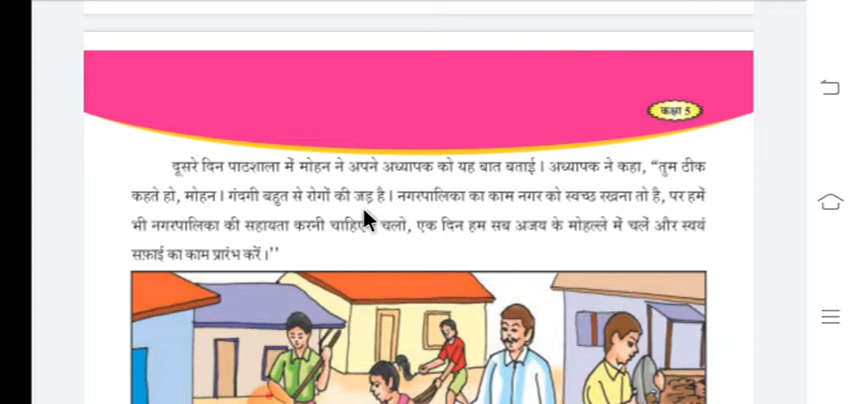 कक्षा 5
दूसरे दिन पाठशाला में मोहन ने अपने अध्यापक को यह बात बताई। अध्यापक ने कहा, “तुम ठीक
कहते हो, मोहन। गंदगी बहुत से रोगों की जड़ है। नगरपालिका का काम नगर को स्वच्छ रखना तो है, पर हमें
भी नगरपालिका की सहायता करनी चाहिए। चलो, एक दिन हम सब अजय के मोहल्ले में चलें और स्वयं
सफ़ाई का काम प्रारंभ करें।’’